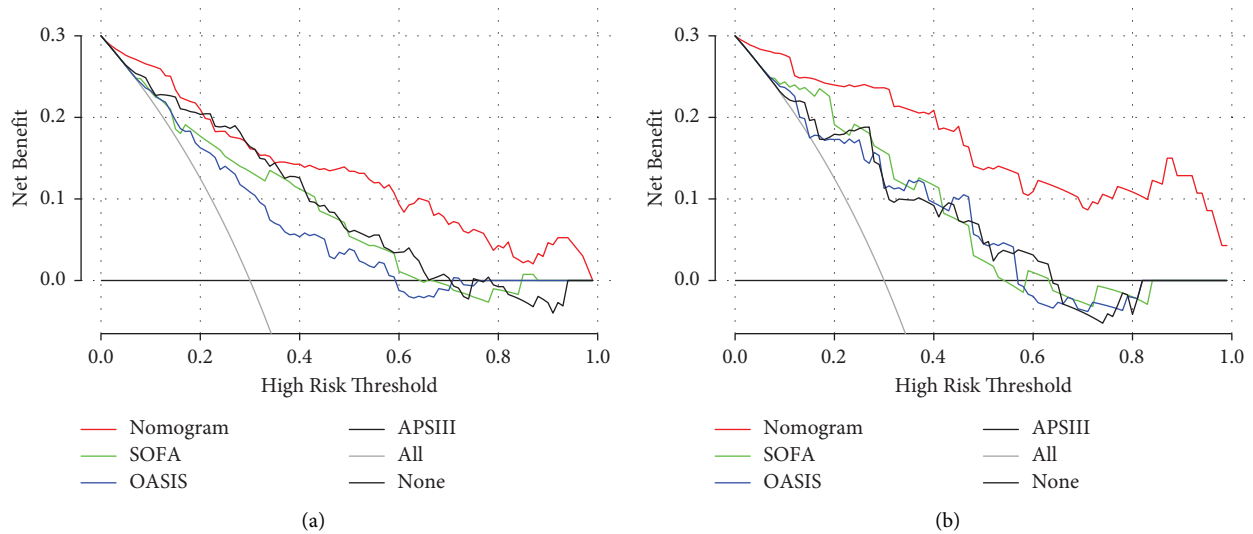 0.3
0.2
0.1
0.0
Net Benefit
0.0 0.2 0.4 0.6 0.8 1.0
High Risk Threshold
Nomogram APSIII
SOFA All
OASIS None
(a)
0.3
0.2
0.1
0.0
Net Benefit
0.0 0.2 0.4 0.6 0.8 1.0
High Risk Threshold
Nomogram APSIII
SOFA All
OASIS None
(b)